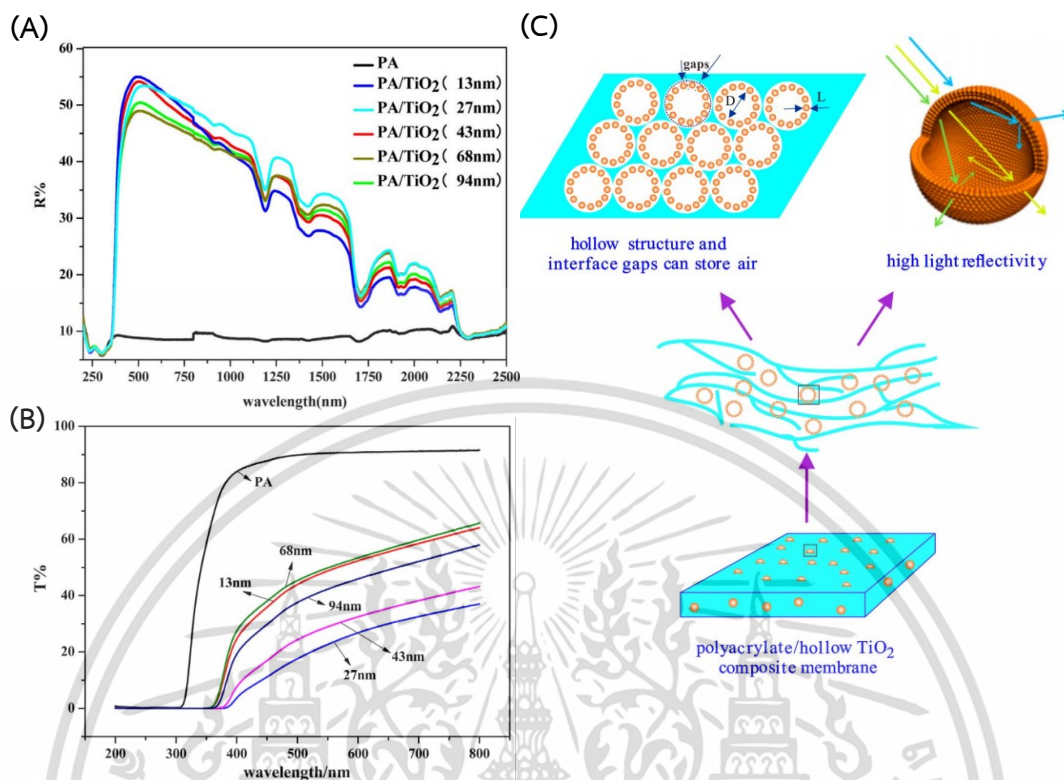 (A)
60
50
40
30
20
10
R%
250 500 750 1000 1250 1500 1750 2000 2250 2500
wavelength(nm)
PA
PA/TiO2( 13nm)
PA/TiO2( 27nm)
PA/TiO2( 43nm)
PA/TiO2( 68nm)
PA/TiO2( 94nm)
(B)
100
80
60
40
20
0
T%
200 300 400 500 600 700 800
wavelength/nm
PA
68nm
13nm
94nm
43nm
27nm
(C)
gaps
D
L
hollow structure and
interface gaps can store air
high light reflectivity
polyacrylate/hollow TiO2
composite membrane